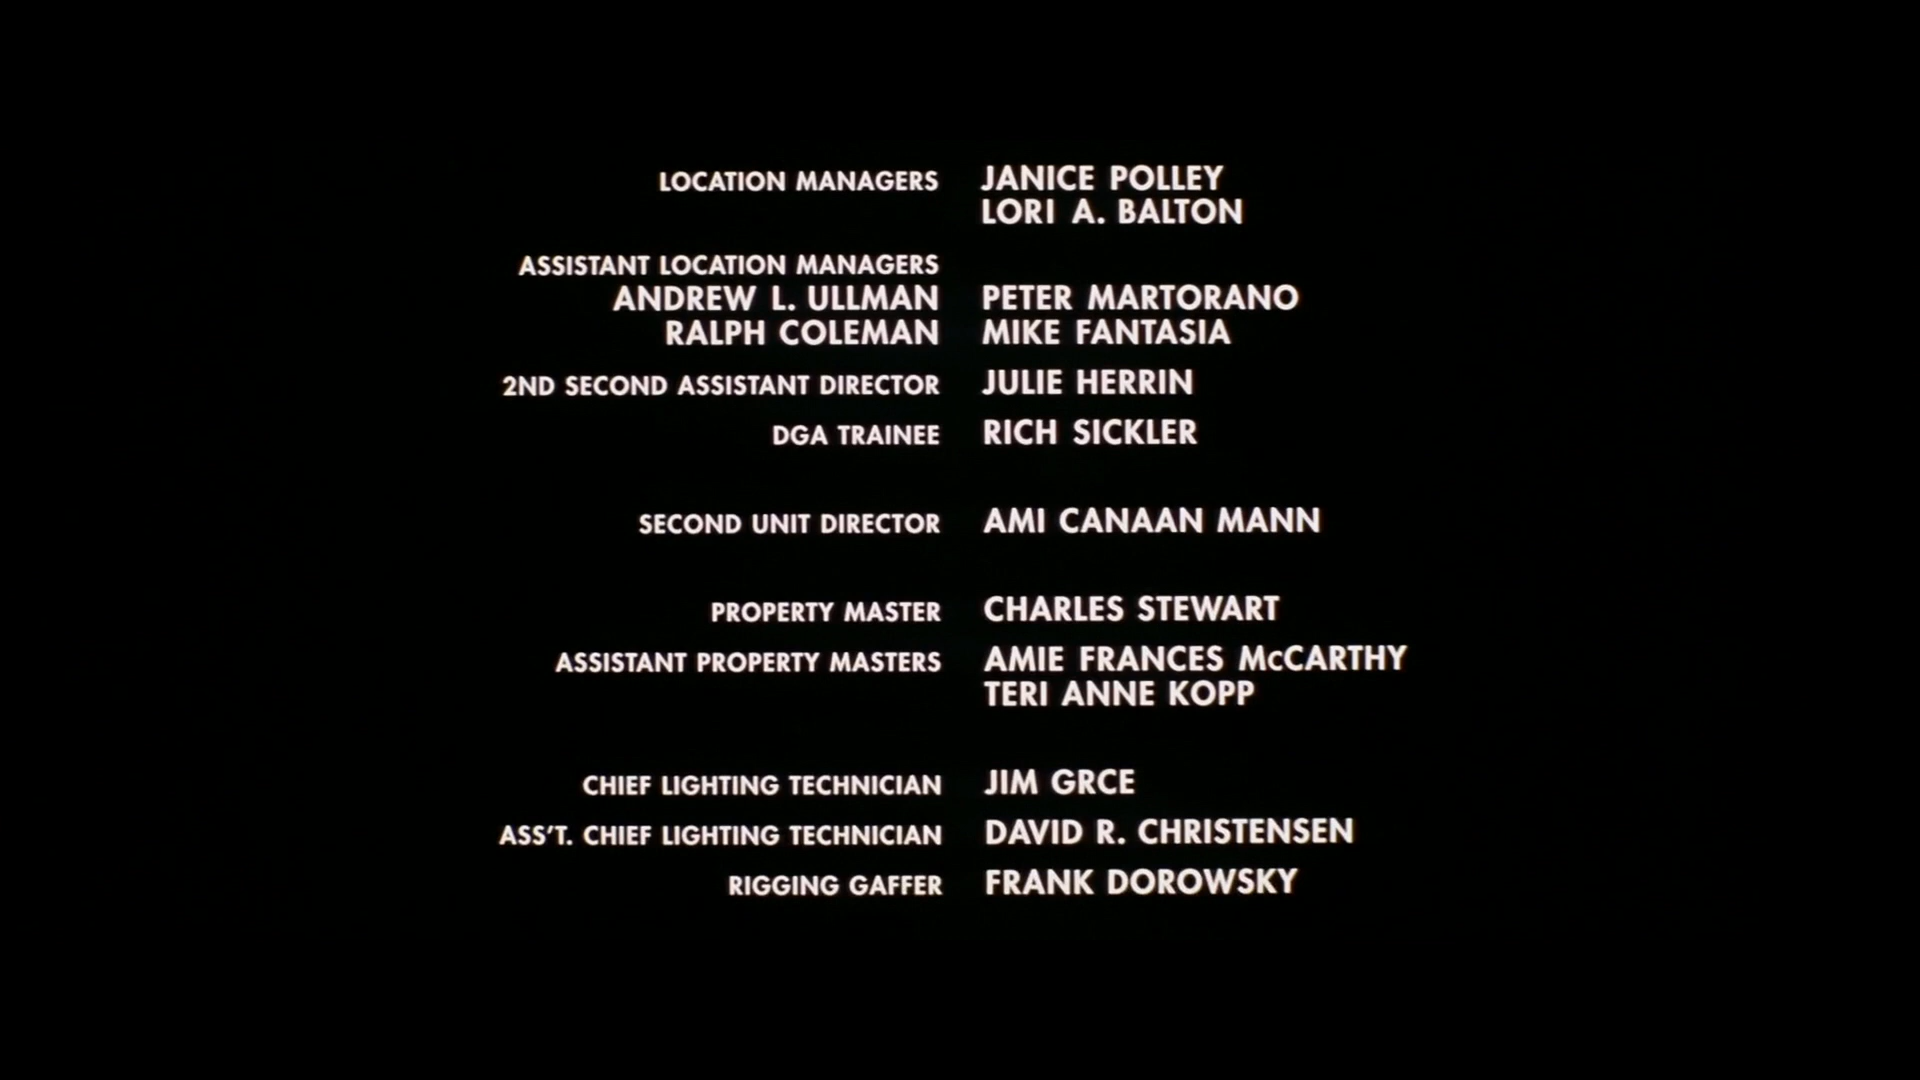 LOCATION MANAGERS JANICE POLLEY
LORI A. BALTON
ASSISTANT LOCATION MANAGERS
ANDREW L. ULLMAN PETER MARTORANO
RALPH COLEMAN MIKE FANTASIA
2ND SECOND ASSISTANT DIRECTOR JULIE HERRIN
DGA TRAINEE RICH SICKLER
SECOND UNIT DIRECTOR AMI CANAAN MANN
PROPERTY MASTER CHARLES STEWART
ASSISTANT PROPERTY MASTERS AMIE FRANCES McCARTHY
TERI ANNE KOPP
CHIEF LIGHTING TECHNICIAN JIM GRCE
ASS'T. CHIEF LIGHTING TECHNICIAN DAVID R. CHRISTENSEN
RIGGING GAFFER FRANK DOROWSKY